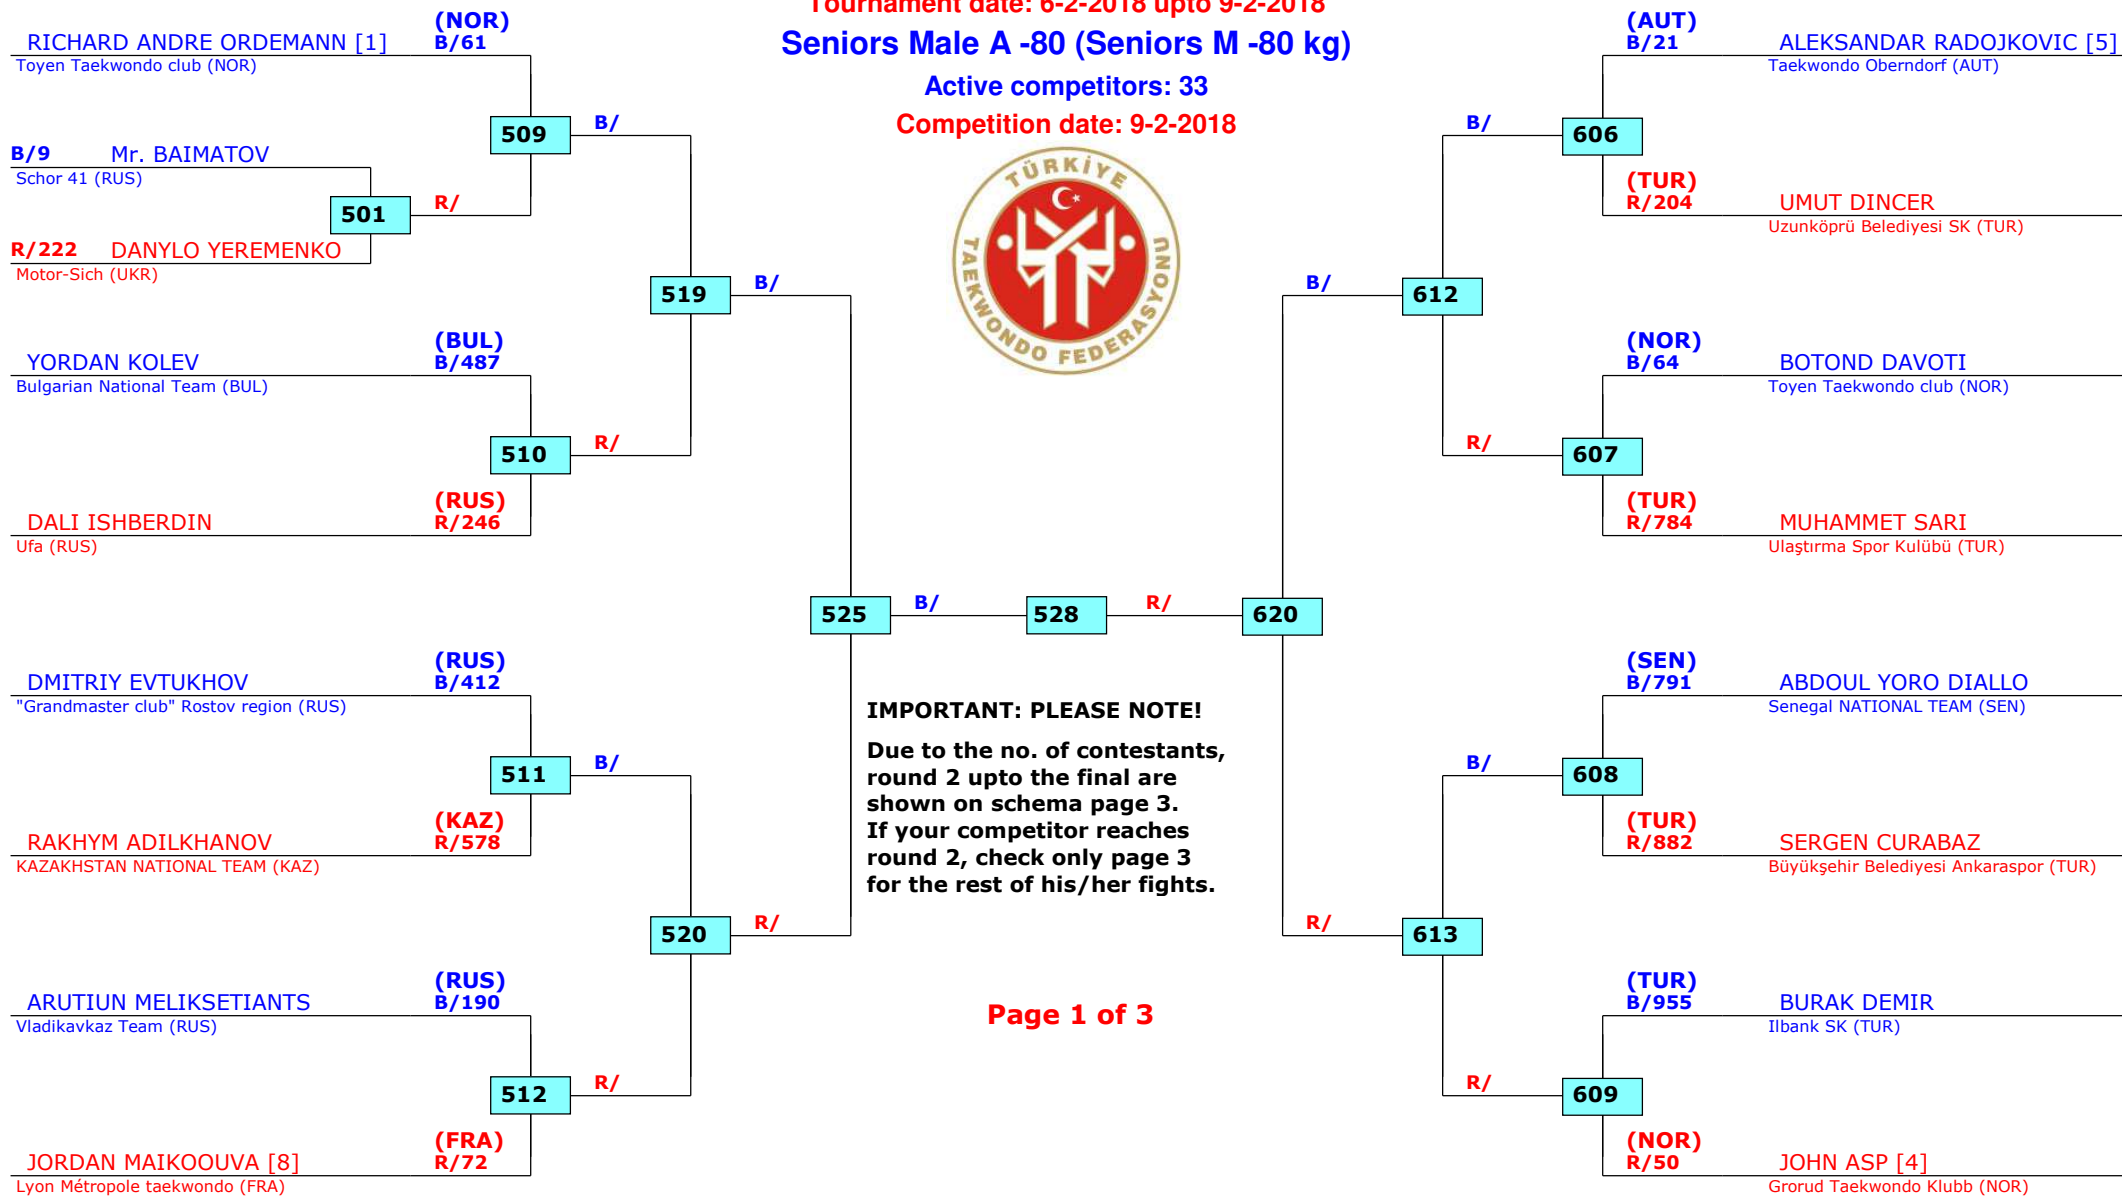 Tournament date: 6-2-2018 upto 9-2-2018
Seniors Male A -80 (Seniors M -80 kg)
Active competitors: 33
Competition date: 9-2-2018
TÜRKİYE
TAEKWONDO FEDERASYONU
(NOR)
RICHARD ANDRE ORDEMANN [1] B/61
Toyen Taekwondo club (NOR)
509 B/
B/9 Mr. BAIMATOV
Schor 41 (RUS)
501 R/
R/222 DANYLO YEREMENKO
Motor-Sich (UKR)
519 B/
(BUL)
YORDAN KOLEV B/487
Bulgarian National Team (BUL)
510 R/
(RUS)
DALI ISHBERDIN R/246
Ufa (RUS)
525 B/ 528 R/ 620
(RUS)
DMITRIY EVTUKHOV B/412
"Grandmaster club" Rostov region (RUS)
511 B/
(KAZ)
RAKHYM ADILKHANOV R/578
KAZAKHSTAN NATIONAL TEAM (KAZ)
520 R/
(RUS)
ARUTIUN MELIKSETIANTS B/190
Vladikavkaz Team (RUS)
512 R/
(FRA)
JORDAN MAIKOOUVA [8] R/72
Lyon Métropole taekwondo (FRA)
IMPORTANT: PLEASE NOTE!
Due to the no. of contestants,
round 2 upto the final are
shown on schema page 3.
If your competitor reaches
round 2, check only page 3
for the rest of his/her fights.
Page 1 of 3
(AUT)
B/21 ALEKSANDAR RADOJKOVIC [5]
Taekwondo Oberndorf (AUT)
B/ 606
(TUR)
R/204 UMUT DINCER
Uzunköprü Belediyesi SK (TUR)
B/ 612
(NOR)
B/64 BOTOND DAVOTI
Toyen Taekwondo club (NOR)
R/ 607
(TUR)
R/784 MUHAMMET SARI
Ulaştırma Spor Kulübü (TUR)
(SEN)
B/791 ABDOUL YORO DIALLO
Senegal NATIONAL TEAM (SEN)
B/ 608
(TUR)
R/882 SERGEN CURABAZ
Büyükşehir Belediyesi Ankaraspor (TUR)
R/ 613
(TUR)
B/955 BURAK DEMIR
Ilbank SK (TUR)
R/ 609
(NOR)
R/50 JOHN ASP [4]
Grorud Taekwondo Klubb (NOR)